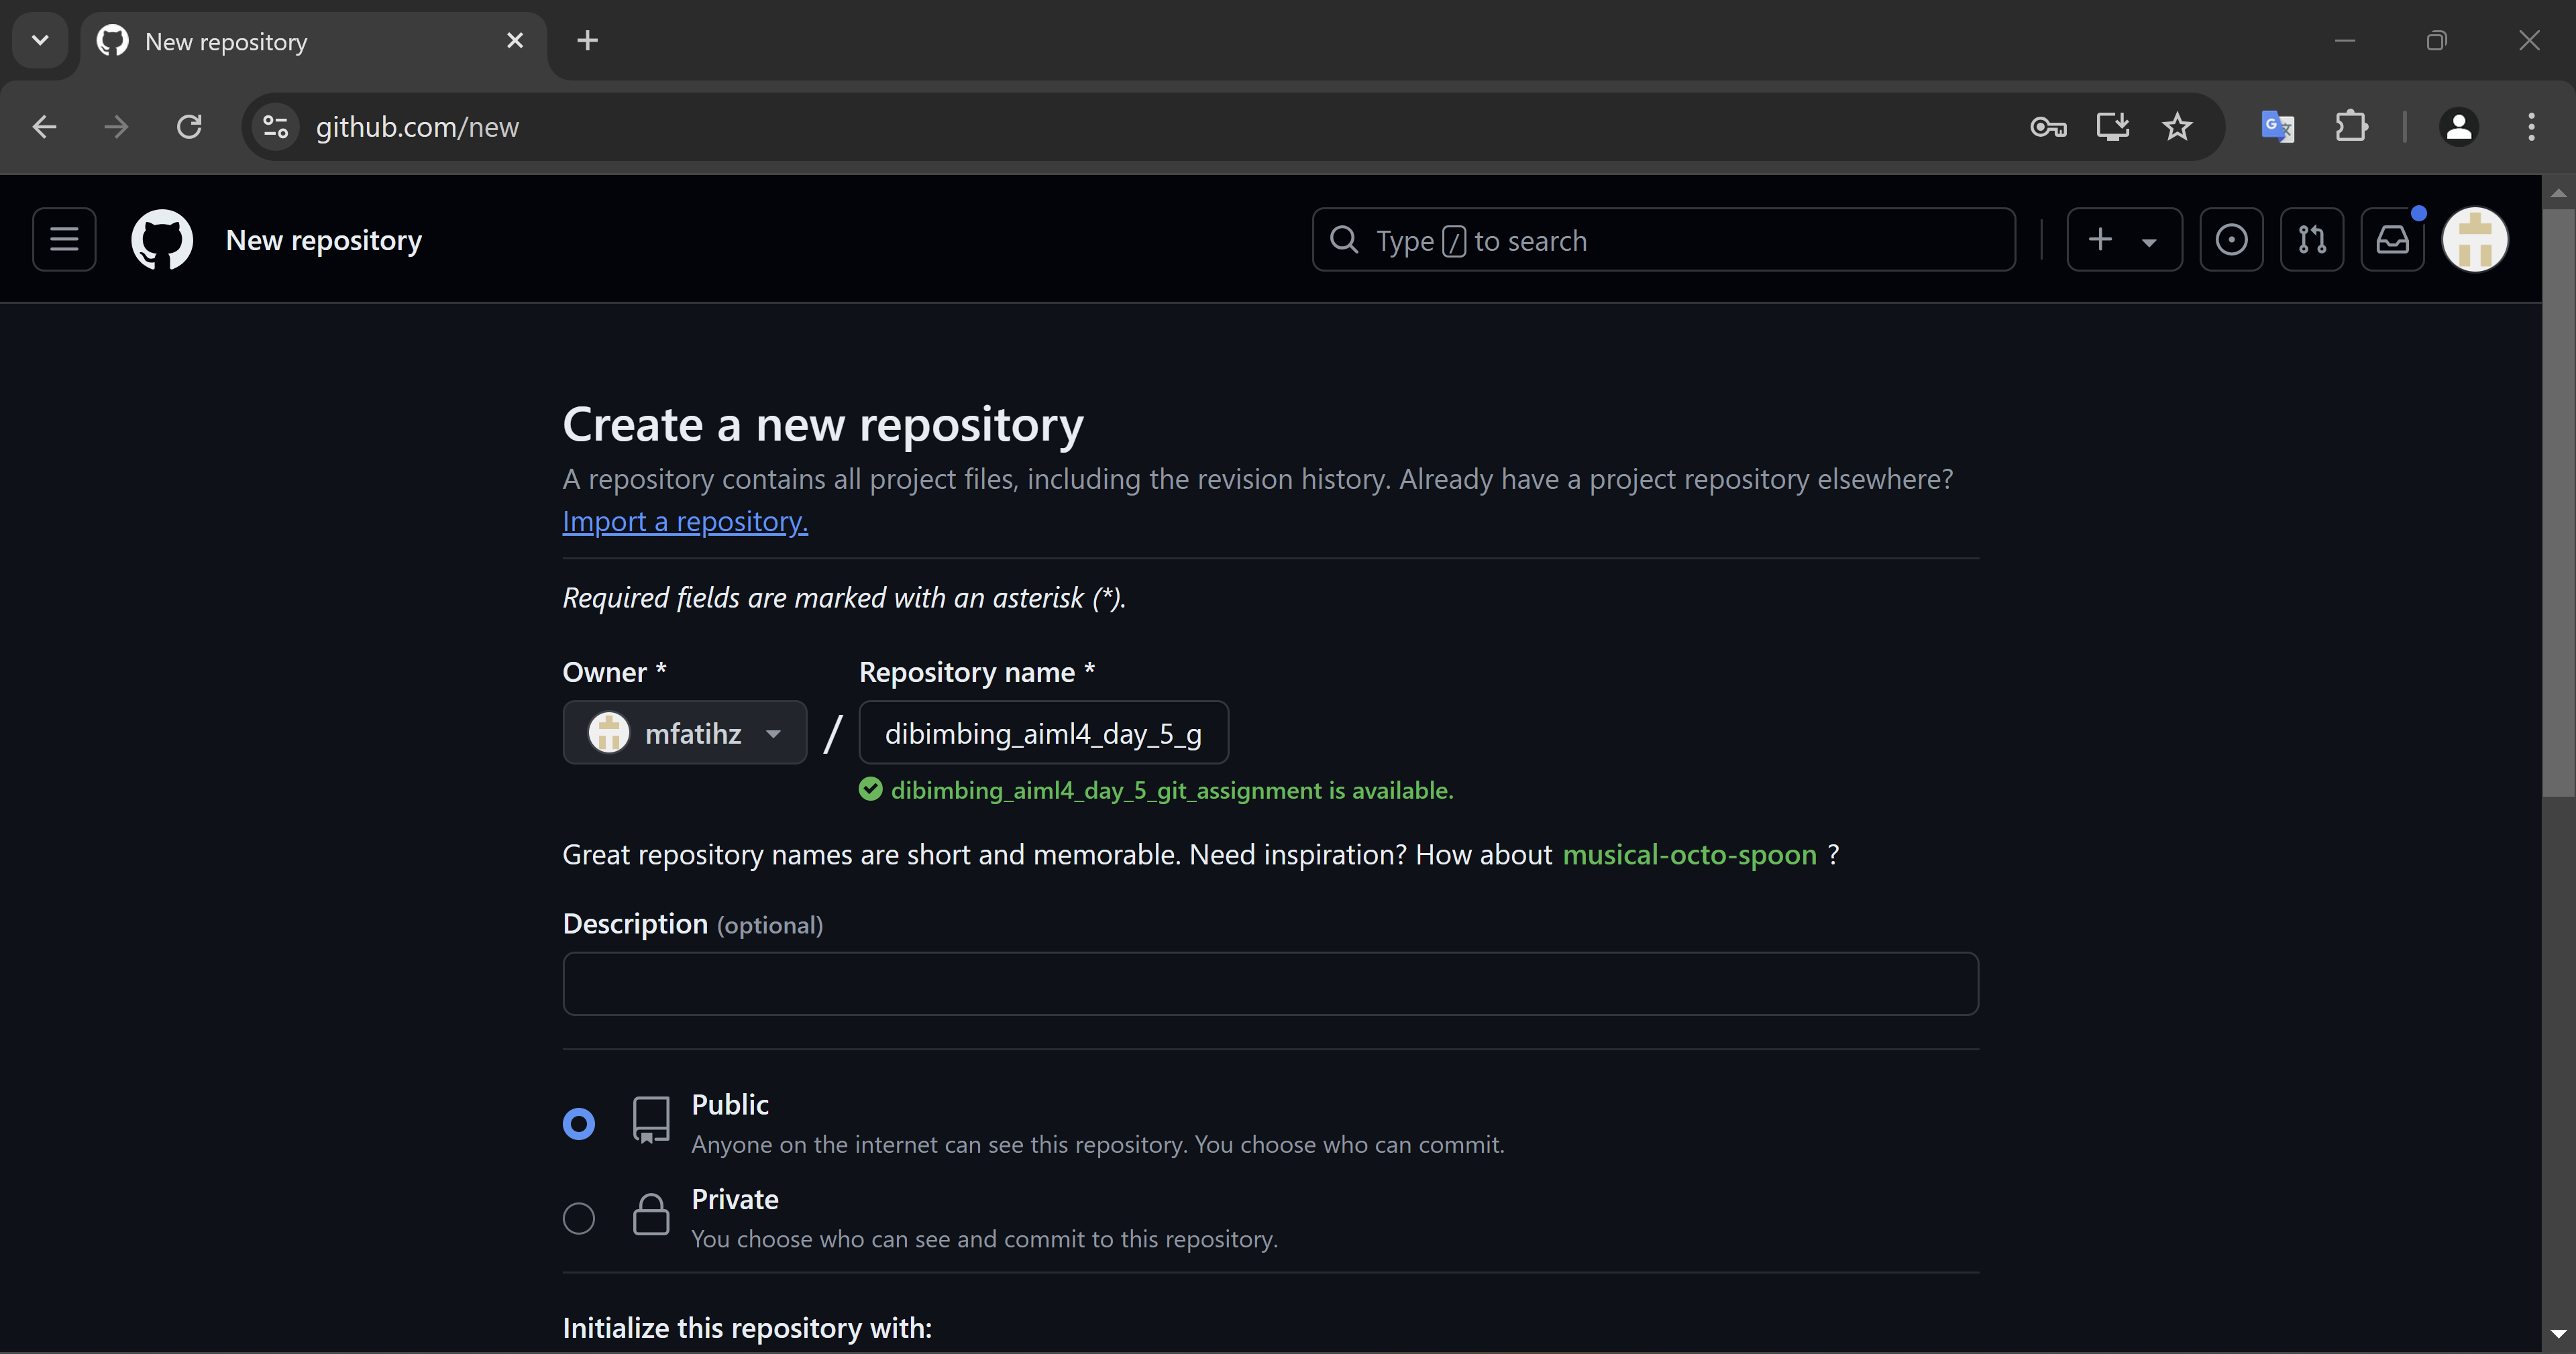 New repository
github.com/new
New repository
Type / to search
Create a new repository
A repository contains all project files, including the revision history. Already have a project repository elsewhere?
Import a repository.
Required fields are marked with an asterisk (*).
Owner *
Repository name *
mfatihz
/
dibimbing_aiml4_day_5_g
dibimbing_aiml4_day_5_git_assignment is available.
Great repository names are short and memorable. Need inspiration? How about musical-octo-spoon ?
Description (optional)
Public
Anyone on the internet can see this repository. You choose who can commit.
Private
You choose who can see and commit to this repository.
Initialize this repository with: